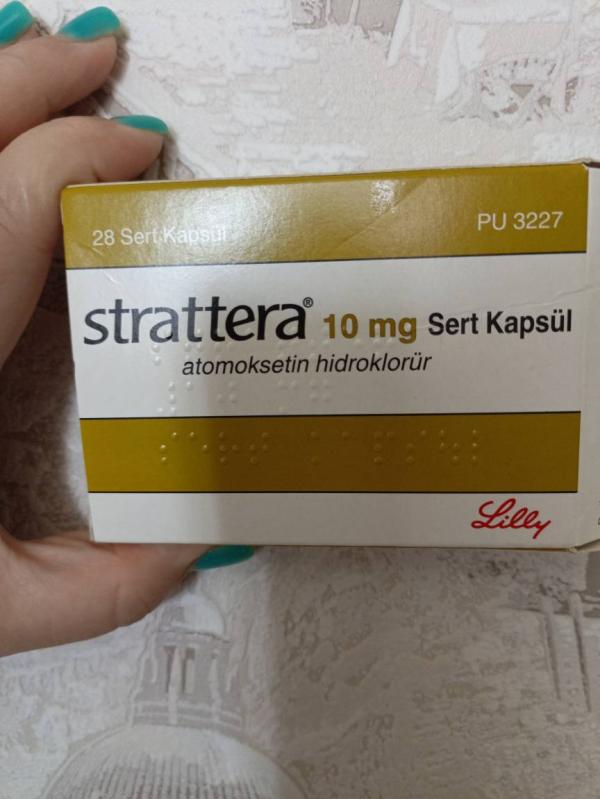 28 Sert Kapsül
PU 3227
strattera® 10 mg Sert Kapsül
atomoksetin hidroklorür
Lilly